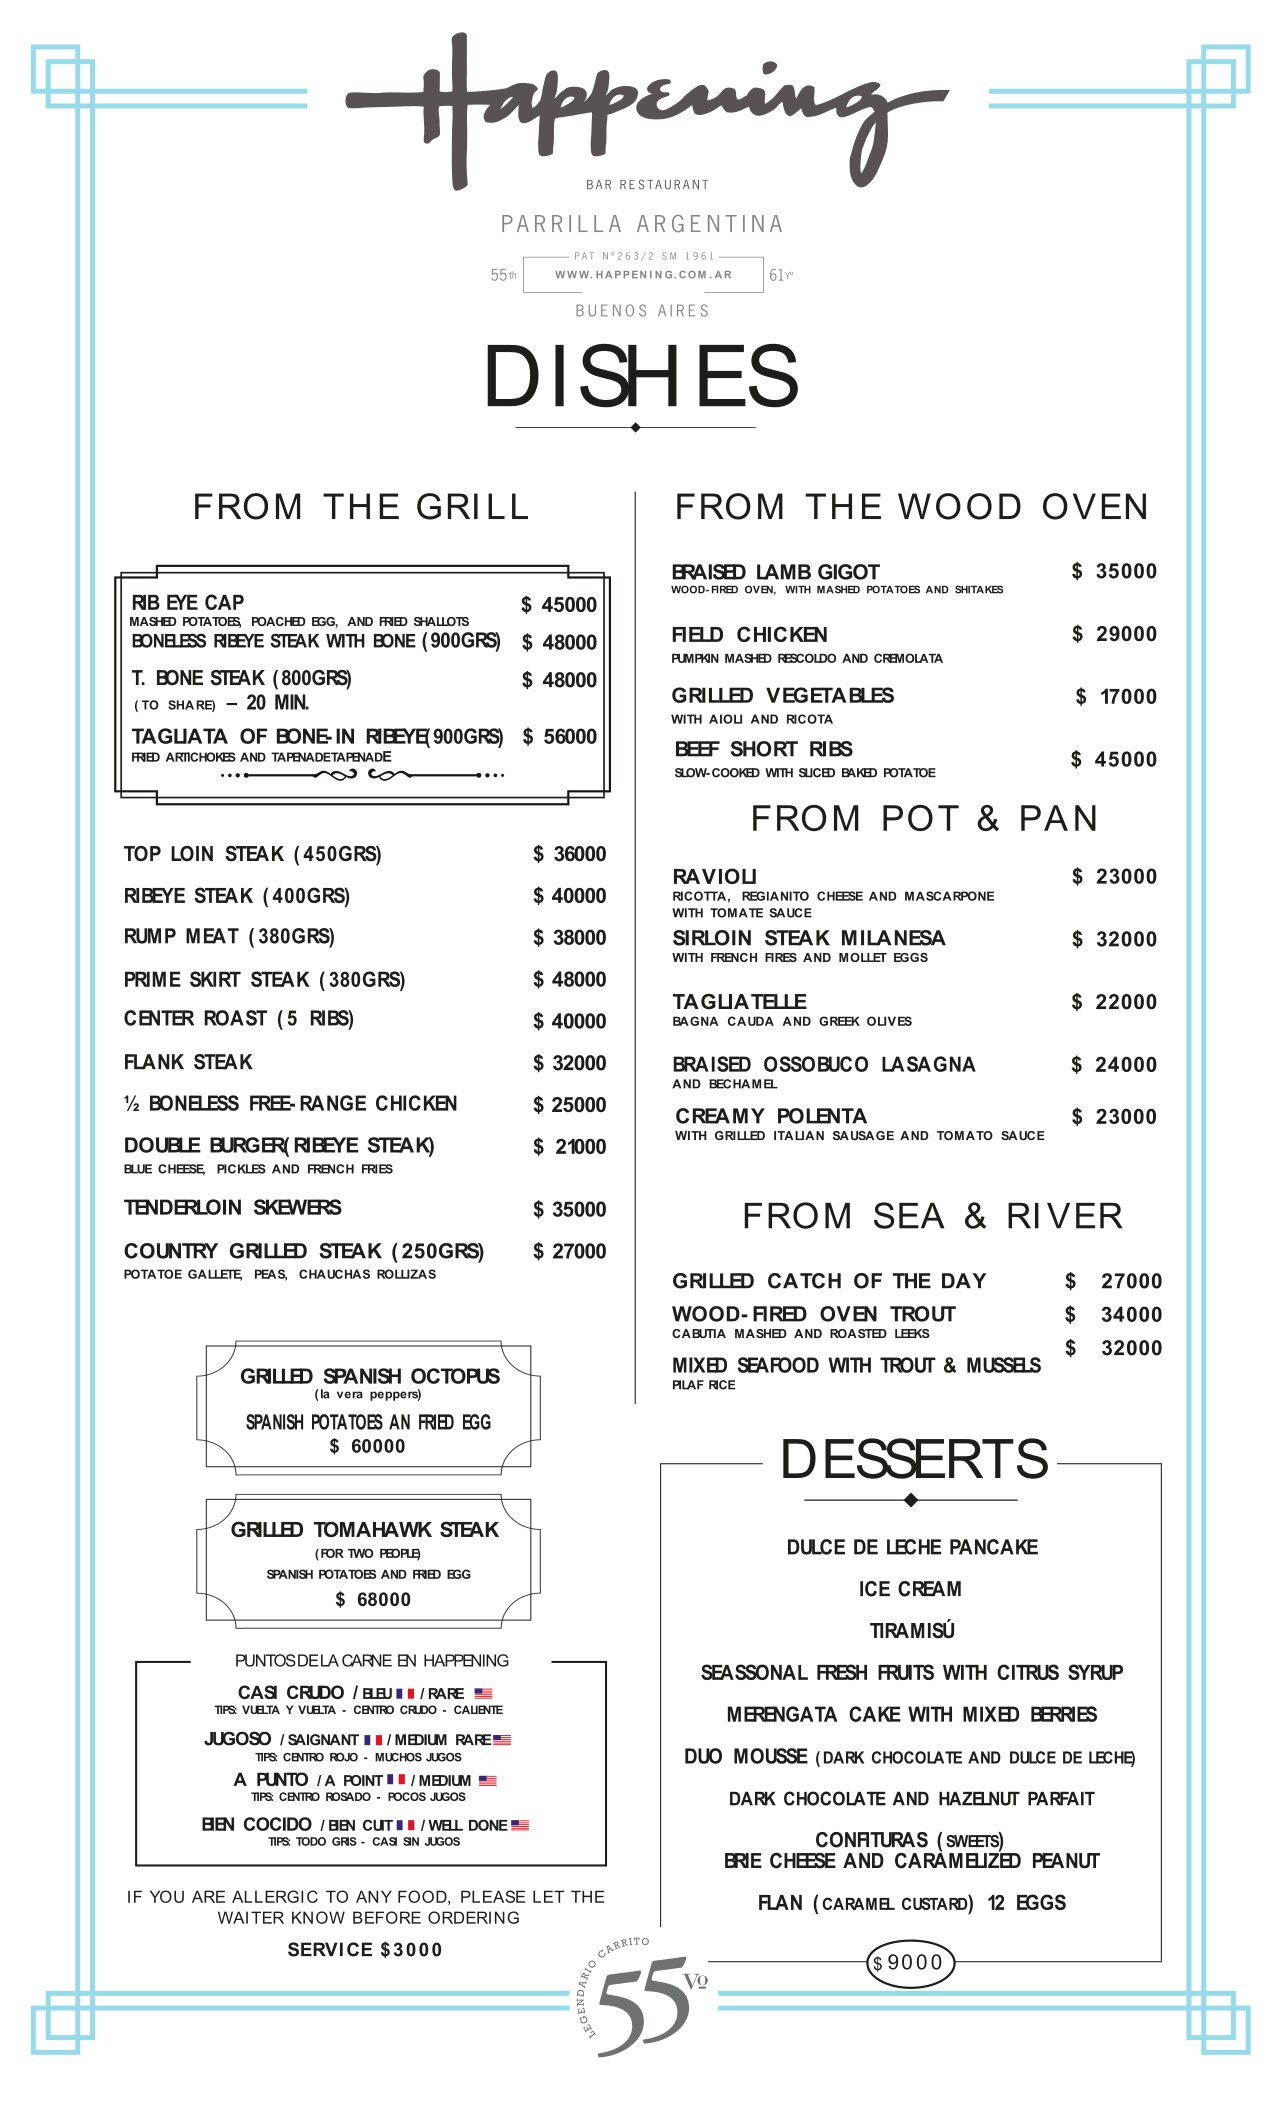 Happening
BAR RESTAURANT
PARRILLA ARGENTINA
PAT Nº263/2 SM 1961
55th WWW.HAPPENING.COM.AR 61Yº
BUENOS AIRES
DISHES
FROM THE GRILL
RIB EYE CAP $ 45000
MASHED POTATOES, POACHED EGG, AND FRIED SHALLOTS
BONELESS RIBEYE STEAK WITH BONE (900GRS) $ 48000
T. BONE STEAK (800GRS) $ 48000
(TO SHARE) – 20 MIN.
TAGLIATA OF BONE-IN RIBEYE(900GRS) $ 56000
FRIED ARTICHOKES AND TAPENADETAPENADE
TOP LOIN STEAK (450GRS) $ 36000
RIBEYE STEAK (400GRS) $ 40000
RUMP MEAT (380GRS) $ 38000
PRIME SKIRT STEAK (380GRS) $ 48000
CENTER ROAST (5 RIBS) $ 40000
FLANK STEAK $ 32000
½ BONELESS FREE-RANGE CHICKEN $ 25000
DOUBLE BURGER(RIBEYE STEAK) $ 21000
BLUE CHEESE, PICKLES AND FRENCH FRIES
TENDERLOIN SKEWERS $ 35000
COUNTRY GRILLED STEAK (250GRS) $ 27000
POTATOE GALLETE, PEAS, CHAUCHAS ROLLIZAS
GRILLED SPANISH OCTOPUS
(la vera peppers)
SPANISH POTATOES AN FRIED EGG
$ 60000
GRILLED TOMAHAWK STEAK
(FOR TWO PEOPLE)
SPANISH POTATOES AND FRIED EGG
$ 68000
PUNTOS DE LA CARNE EN HAPPENING
CASI CRUDO / BLEU / RARE
TIPS: VUELTA Y VUELTA - CENTRO CRUDO - CALIENTE
JUGOSO / SAIGNANT / MEDIUM RARE
TIPS: CENTRO ROJO - MUCHOS JUGOS
A PUNTO / A POINT / MEDIUM
TIPS: CENTRO ROSADO - POCOS JUGOS
BIEN COCIDO / BIEN CUIT / WELL DONE
TIPS: TODO GRIS - CASI SIN JUGOS
IF YOU ARE ALLERGIC TO ANY FOOD, PLEASE LET THE
WAITER KNOW BEFORE ORDERING
SERVICE $3000
FROM THE WOOD OVEN
BRAISED LAMB GIGOT $ 35000
WOOD-FIRED OVEN, WITH MASHED POTATOES AND SHITAKES
FIELD CHICKEN $ 29000
PUMPKIN MASHED RESCOLDO AND CREMOLATA
GRILLED VEGETABLES $ 17000
WITH AIOLI AND RICOTA
BEEF SHORT RIBS $ 45000
SLOW-COOKED WITH SLICED BAKED POTATOE
FROM POT & PAN
RAVIOLI $ 23000
RICOTTA, REGIANITO CHEESE AND MASCARPONE
WITH TOMATE SAUCE
SIRLOIN STEAK MILANESA $ 32000
WITH FRENCH FIRES AND MOLLET EGGS
TAGLIATELLE $ 22000
BAGNA CAUDA AND GREEK OLIVES
BRAISED OSSOBUCO LASAGNA $ 24000
AND BECHAMEL
CREAMY POLENTA $ 23000
WITH GRILLED ITALIAN SAUSAGE AND TOMATO SAUCE
FROM SEA & RIVER
GRILLED CATCH OF THE DAY $ 27000
WOOD-FIRED OVEN TROUT $ 34000
CABUTIA MASHED AND ROASTED LEEKS
MIXED SEAFOOD WITH TROUT & MUSSELS $ 32000
PILAF RICE
DESSERTS
DULCE DE LECHE PANCAKE
ICE CREAM
TIRAMISÚ
SEASSONAL FRESH FRUITS WITH CITRUS SYRUP
MERENGATA CAKE WITH MIXED BERRIES
DUO MOUSSE (DARK CHOCOLATE AND DULCE DE LECHE)
DARK CHOCOLATE AND HAZELNUT PARFAIT
CONFITURAS (SWEETS)
BRIE CHEESE AND CARAMELIZED PEANUT
FLAN (CARAMEL CUSTARD) 12 EGGS
$9000
LEGENDARIO CARRITO
55Vº